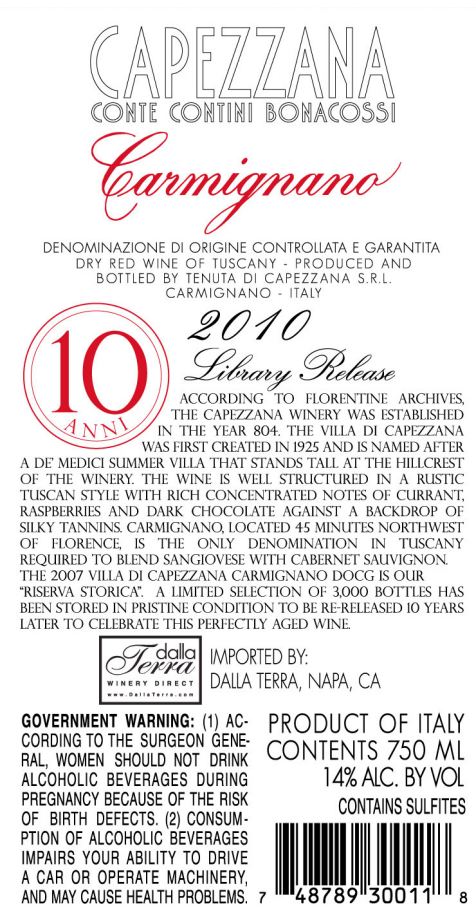 CAPEZZANA
CONTE CONTINI BONACOSSI
Carmignano
DENOMINAZIONE DI ORIGINE CONTROLLATA E GARANTITA
DRY RED WINE OF TUSCANY - PRODUCED AND
BOTTLED BY TENUTA DI CAPEZZANA S.R.L.
CARMIGNANO - ITALY
10
ANNI
2010
Library Release
ACCORDING TO FLORENTINE ARCHIVES,
THE CAPEZZANA WINERY WAS ESTABLISHED
IN THE YEAR 804. THE VILLA DI CAPEZZANA
WAS FIRST CREATED IN 1925 AND IS NAMED AFTER
A DE' MEDICI SUMMER VILLA THAT STANDS TALL AT THE HILLCREST
OF THE WINERY. THE WINE IS WELL STRUCTURED IN A RUSTIC
TUSCAN STYLE WITH RICH CONCENTRATED NOTES OF CURRANT,
RASPBERRIES AND DARK CHOCOLATE AGAINST A BACKDROP OF
SILKY TANNINS. CARMIGNANO, LOCATED 45 MINUTES NORTHWEST
OF FLORENCE, IS THE ONLY DENOMINATION IN TUSCANY
REQUIRED TO BLEND SANGIOVESE WITH CABERNET SAUVIGNON.
THE 2007 VILLA DI CAPEZZANA CARMIGNANO DOCG IS OUR
"RISERVA STORICA". A LIMITED SELECTION OF 3,000 BOTTLES HAS
BEEN STORED IN PRISTINE CONDITION TO BE RE-RELEASED 10 YEARS
LATER TO CELEBRATE THIS PERFECTLY AGED WINE.
dalla
Terra
WINERY DIRECT
www.DallaTerra.com
IMPORTED BY:
DALLA TERRA, NAPA, CA
GOVERNMENT WARNING: (1) AC-
CORDING TO THE SURGEON GENE-
RAL, WOMEN SHOULD NOT DRINK
ALCOHOLIC BEVERAGES DURING
PREGNANCY BECAUSE OF THE RISK
OF BIRTH DEFECTS. (2) CONSUM-
PTION OF ALCOHOLIC BEVERAGES
IMPAIRS YOUR ABILITY TO DRIVE
A CAR OR OPERATE MACHINERY,
AND MAY CAUSE HEALTH PROBLEMS.
PRODUCT OF ITALY
CONTENTS 750 ML
14% ALC. BY VOL
CONTAINS SULFITES
7 48789 30011 8